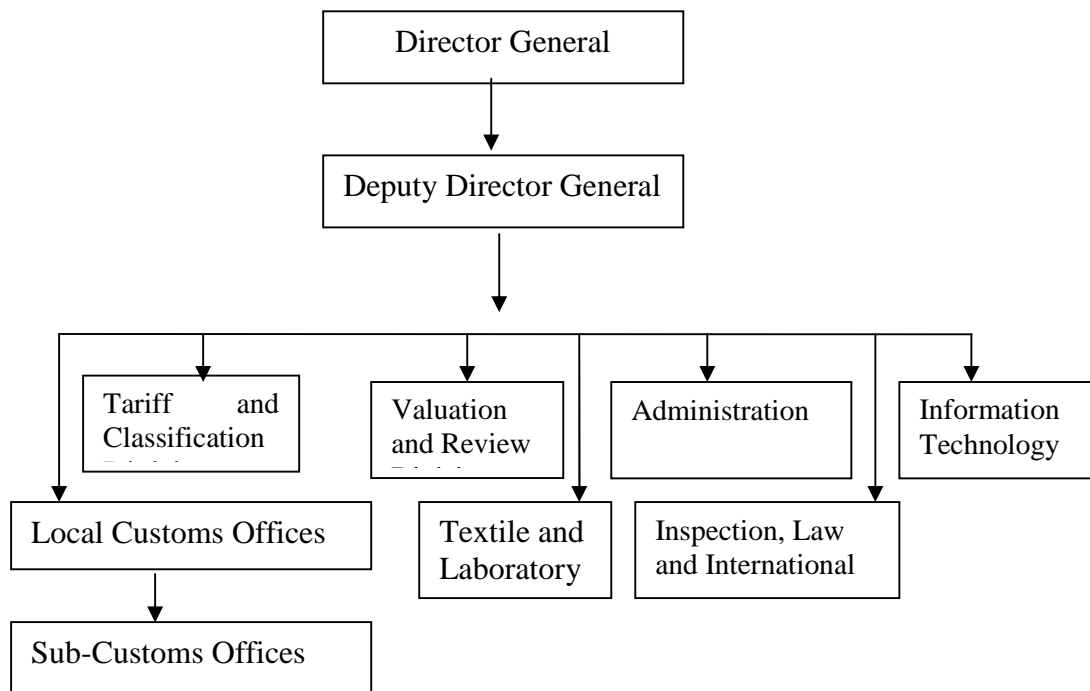 Director General
Deputy Director General
Tariff and
Classification
Valuation
and Review
Administration
Information
Technology
Local Customs Offices
Textile and
Laboratory
Inspection, Law
and International
Sub-Customs Offices